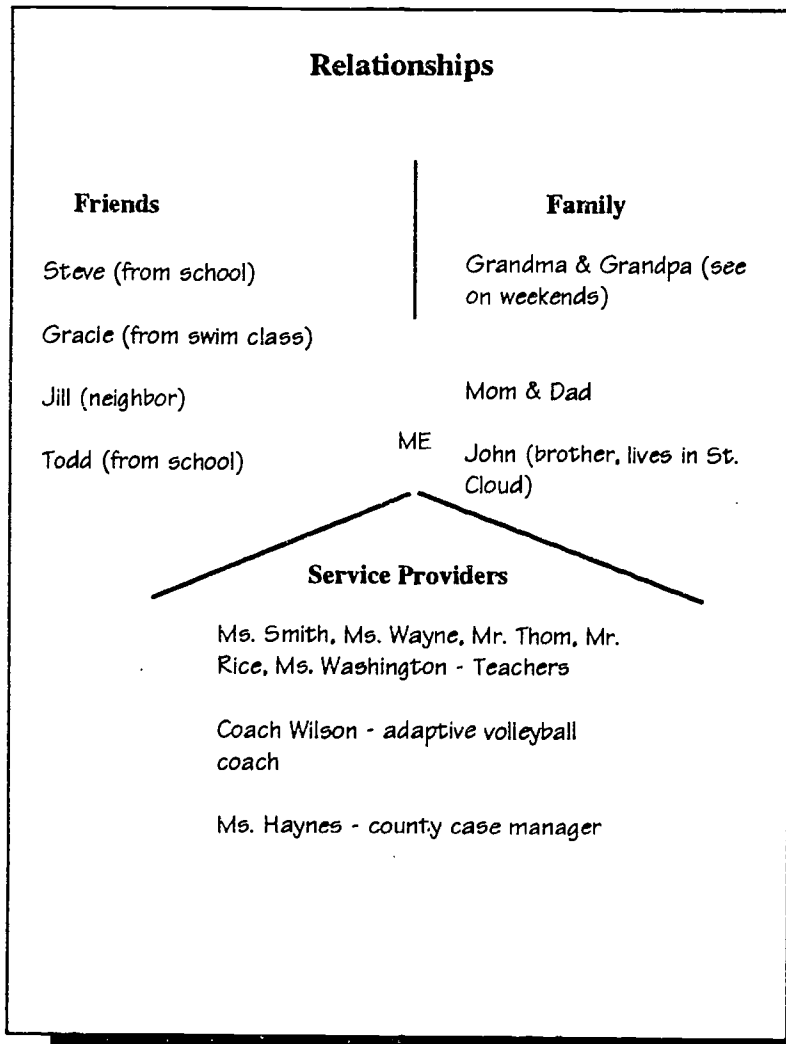 Relationships
Friends
Steve (from school)
Gracie (from swim class)
Jill (neighbor)
Todd (from school)
Family
Grandma & Grandpa (see
on weekends)
Mom & Dad
John (brother, lives in St.
Cloud)
ME
Service Providers
Ms. Smith, Ms. Wayne, Mr. Thom, Mr.
Rice, Ms. Washington - Teachers
Coach Wilson - adaptive volleyball
coach
Ms. Haynes - county case manager